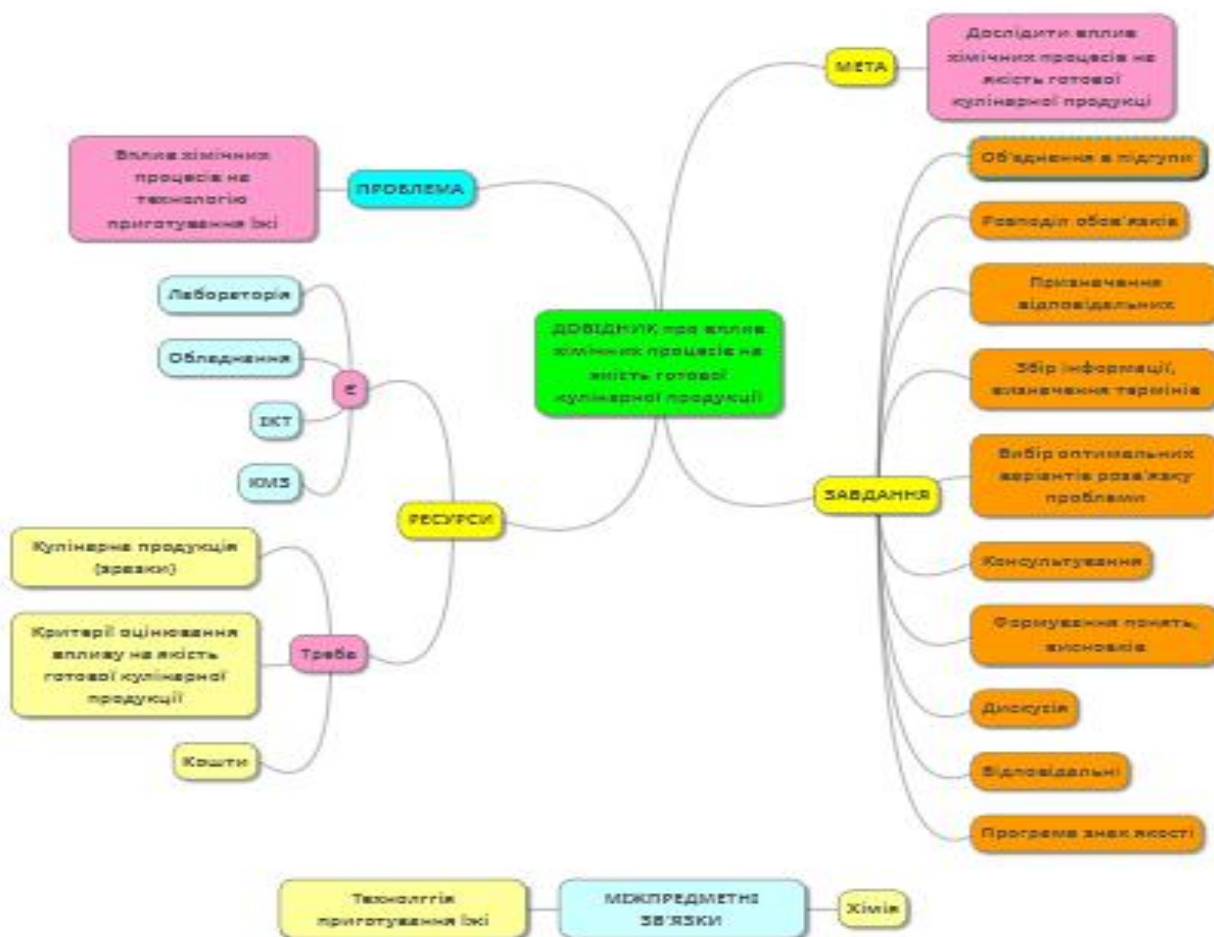 МЕТА
Дослідити вплив
хімічних процесів на
якість готової
кулінарної продукці
Вплив хімічних
процесів на
технологію
приготування їжі
ПРОБЛЕМА
Об'єднення в підгупи
Розподіл обов'язків
Призначення
відповідальних
Збір інформації,
визначення термінів
Вибір оптимальних
варіантів розв'язку
проблеми
Консультування
Формування понять,
висновків
Дискусія
Відповідальні
Програма знак якості
ЗАВДАННЯ
ДОВІДНИК про вплив
хімічних процесів на
якість готової
кулінарної продукції
Лабораторія
Обладнення
ІКТ
КМЗ
Є
РЕСУРСИ
Кулінарна продукція
(зразки)
Критерії оцінювання
впливу на якість
готової кулінарної
продукції
Кошти
Треба
Технолггія
приготування їжі
МІЖПРЕДМЕТНІ
ЗВ'ЯЗКИ
Хімія